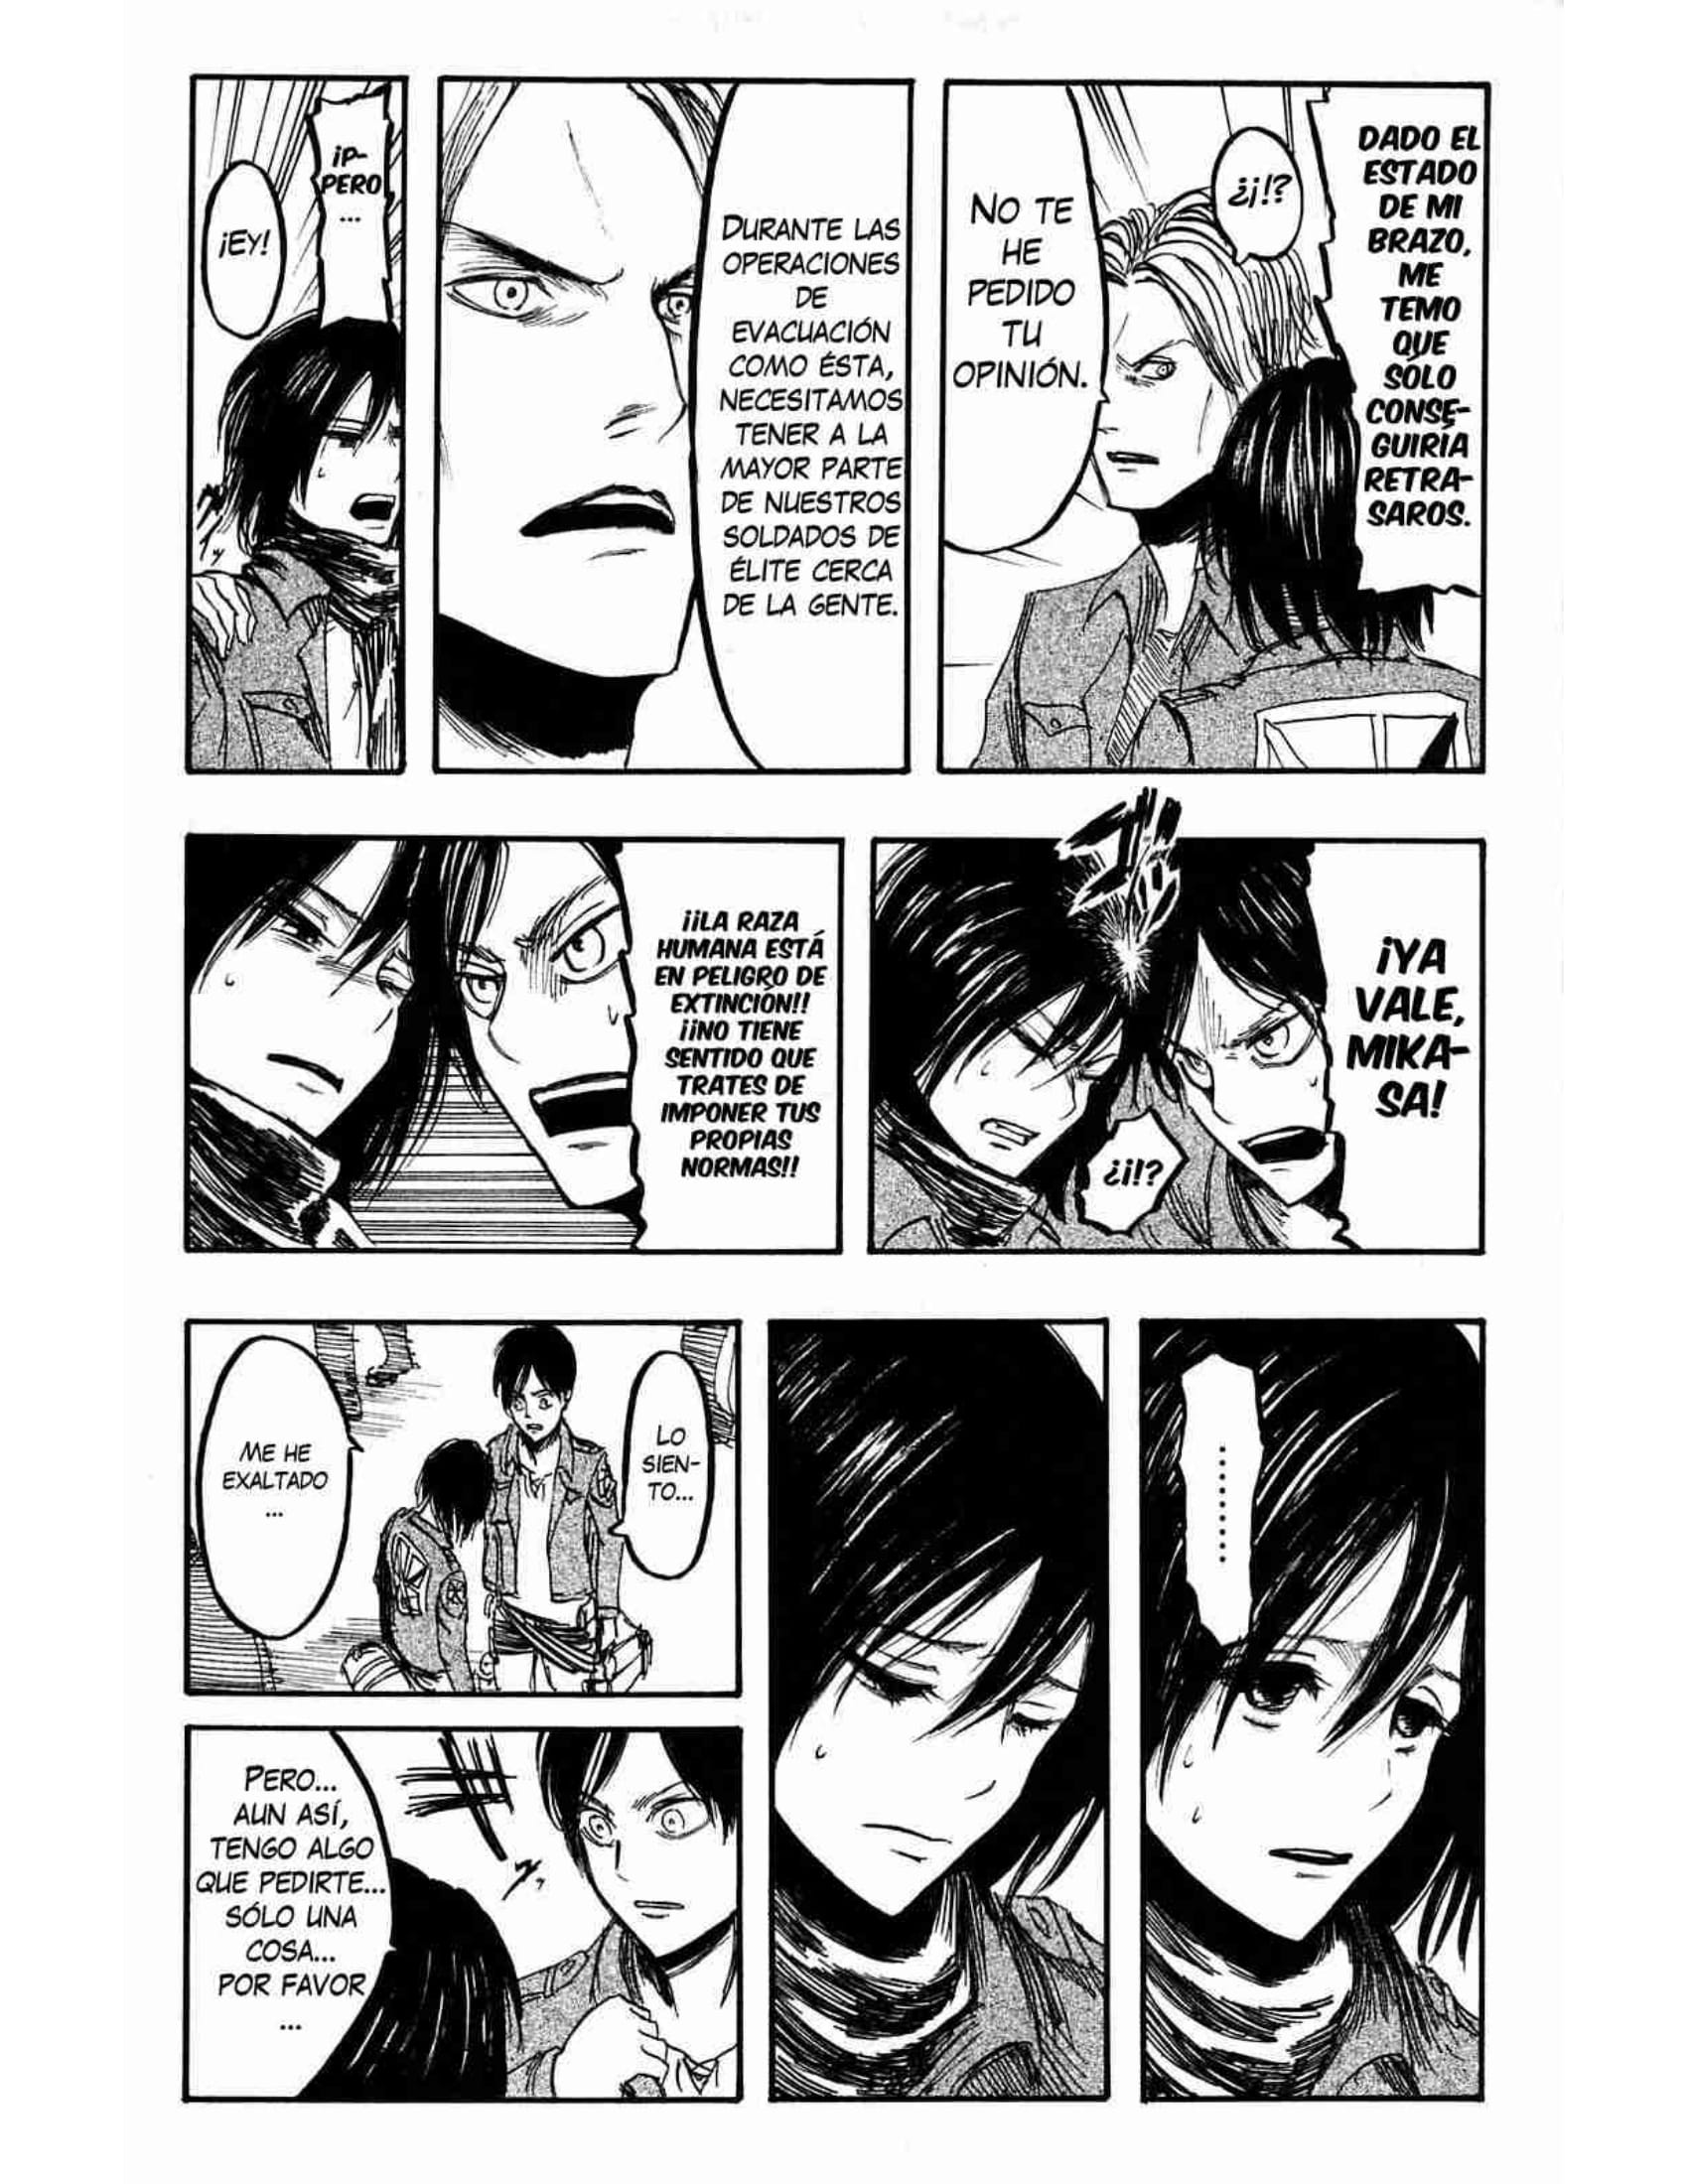 DADO EL
ESTADO
DE MI
BRAZO,
ME
TEMO
QUE
SÓLO
CONSE-
GUIRÍA
RETRA-
SAROS.
¿¡!?
NO TE
HE
PEDIDO
TU
OPINIÓN.
DURANTE LAS
OPERACIONES
DE
EVACUACIÓN
COMO ÉSTA,
NECESITAMOS
TENER A LA
MAYOR PARTE
DE NUESTROS
SOLDADOS DE
ÉLITE CERCA
DE LA GENTE.
¡P-
PERO
...
¡EY!
¡YA
VALE,
MIKA-
SA!
¿¡!?
¡¡LA RAZA
HUMANA ESTÁ
EN PELIGRO DE
EXTINCIÓN!!
¡¡NO TIENE
SENTIDO QUE
TRATES DE
IMPONER TUS
PROPIAS
NORMAS!!
........
LO
SIEN-
TO...
ME HE
EXALTADO
...
PERO...
AUN ASÍ,
TENGO ALGO
QUE PEDIRTE...
SÓLO UNA
COSA...
POR FAVOR
...